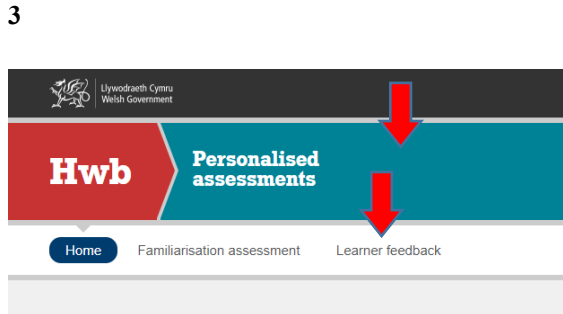 3
Llywodraeth Cymru
Welsh Government
Hwb
Personalised
assessments
Home Familiarisation assessment Learner feedback